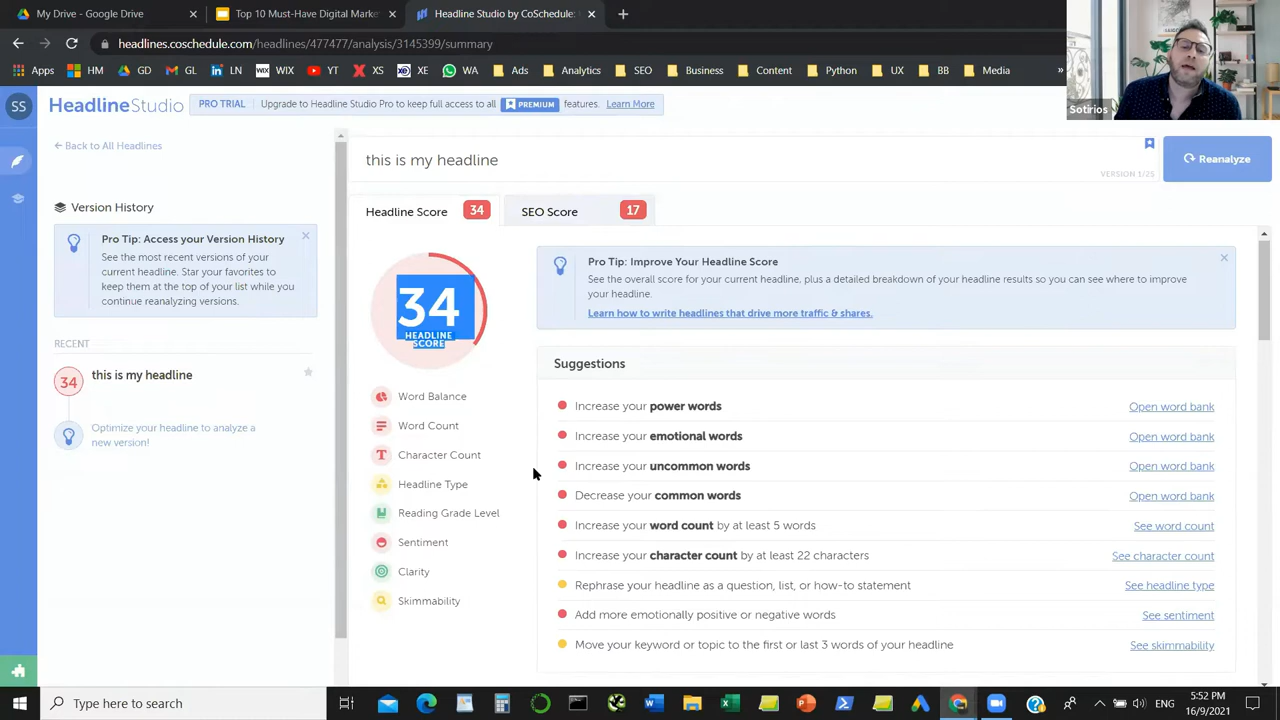 My Drive - Google Drive
Top 10 Must-Have Digital Marke
Headline Studio by CoSchedule:
headlines.coschedule.com/headlines/477477/analysis/3145399/summary
Apps
HM
GD
GL
LN
WIX
YT
XS
XE
WA
Ads
Analytics
SEO
Business
Content
Python
UX
BB
Media
»
Sotirios
SS
HeadlineStudio
PRO TRIAL
Upgrade to Headline Studio Pro to keep full access to all PREMIUM features. Learn More
← Back to All Headlines
this is my headline
VERSION 1/25
Reanalyze
Version History
Headline Score 34
SEO Score 17
Pro Tip: Access your Version History
See the most recent versions of your
current headline. Star your favorites to
keep them at the top of your list while you
continue reanalyzing versions.
RECENT
34 this is my headline
Optimize your headline to analyze a
new version!
34
HEADLINE
SCORE
Word Balance
Word Count
Character Count
Headline Type
Reading Grade Level
Sentiment
Clarity
Skimmability
Pro Tip: Improve Your Headline Score
See the overall score for your current headline, plus a detailed breakdown of your headline results so you can see where to improve
your headline.
Learn how to write headlines that drive more traffic & shares.
Suggestions
Increase your power words Open word bank
Increase your emotional words Open word bank
Increase your uncommon words Open word bank
Decrease your common words Open word bank
Increase your word count by at least 5 words See word count
Increase your character count by at least 22 characters See character count
Rephrase your headline as a question, list, or how-to statement See headline type
Add more emotionally positive or negative words See sentiment
Move your keyword or topic to the first or last 3 words of your headline See skimmability
Type here to search
ENG
5:52 PM
16/9/2021